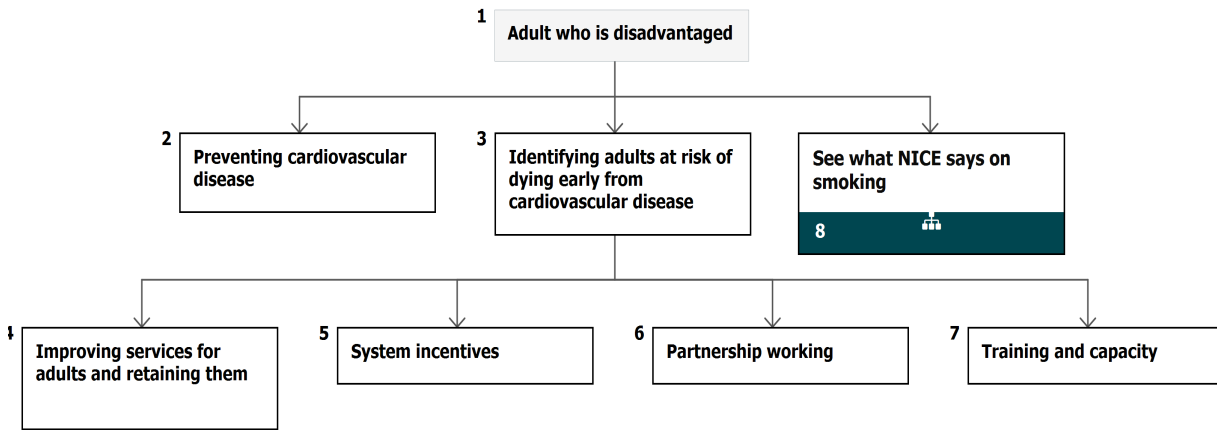 1
Adult who is disadvantaged
2
Preventing cardiovascular
disease
3
Identifying adults at risk of
dying early from
cardiovascular disease
See what NICE says on
smoking
8
4
Improving services for
adults and retaining them
5
System incentives
6
Partnership working
7
Training and capacity